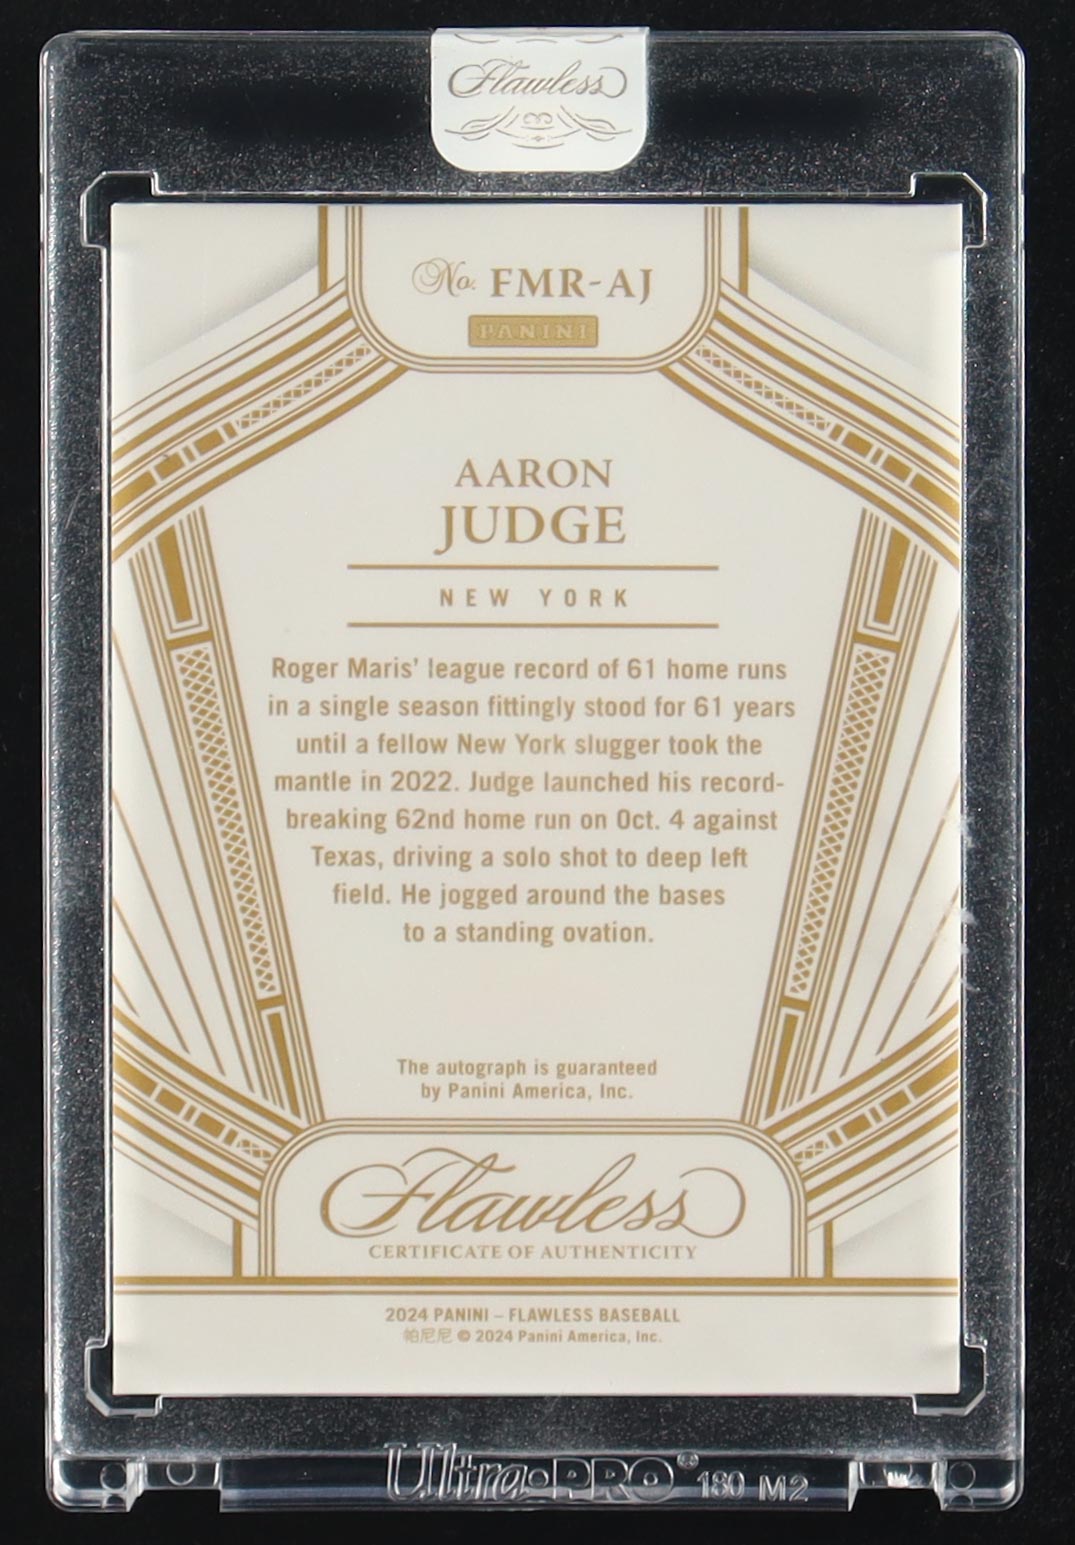 Flawless
No. FMR-AJ
PANINI
AARON
JUDGE
NEW YORK
Roger Maris' league record of 61 home runs
in a single season fittingly stood for 61 years
until a fellow New York slugger took the
mantle in 2022. Judge launched his record-
breaking 62nd home run on Oct. 4 against
Texas, driving a solo shot to deep left
field. He jogged around the bases
to a standing ovation.
The autograph is guaranteed
by Panini America, Inc.
Flawless
CERTIFICATE OF AUTHENTICITY
2024 PANINI – FLAWLESS BASEBALL
帕尼尼 © 2024 Panini America, Inc.
Ultra•PRO® 180 M2